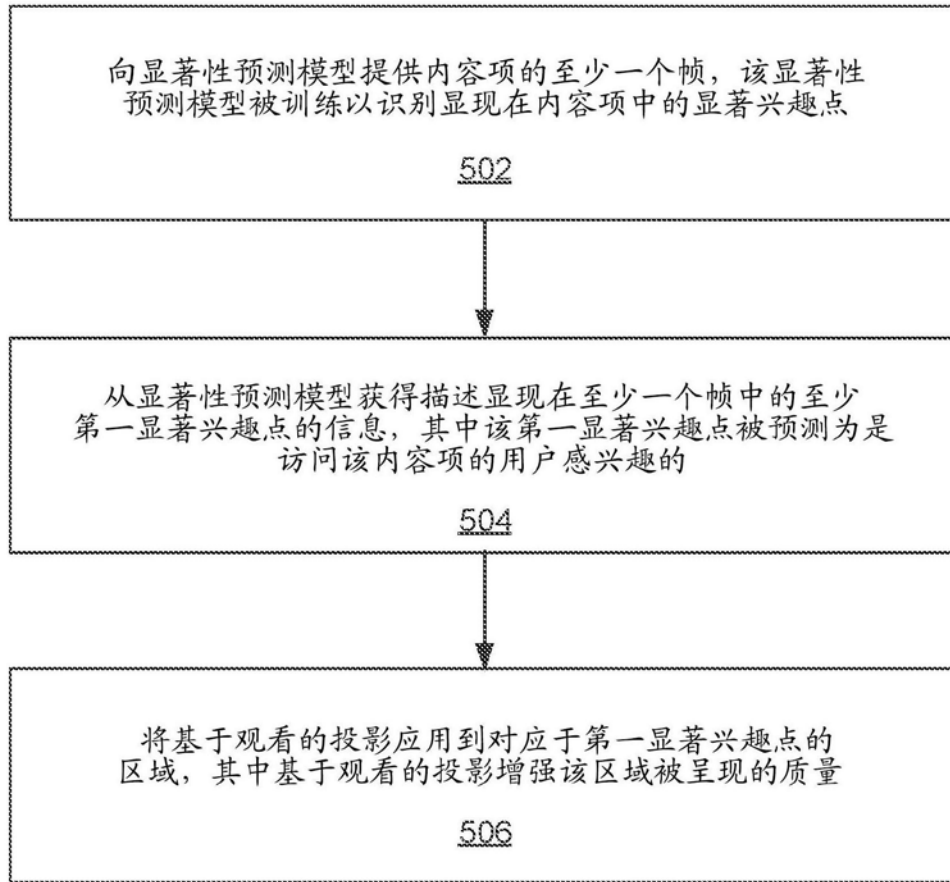 向显著性预测模型提供内容项的至少一个帧，该显著性
预测模型被训练以识别显现在内容项中的显著兴趣点
502
从显著性预测模型获得描述显现在至少一个帧中的至少
第一显著兴趣点的信息，其中该第一显著兴趣点被预测为是
访问该内容项的用户感兴趣的
504
将基于观看的投影应用到对应于第一显著兴趣点的
区域，其中基于观看的投影增强该区域被呈现的质量
506